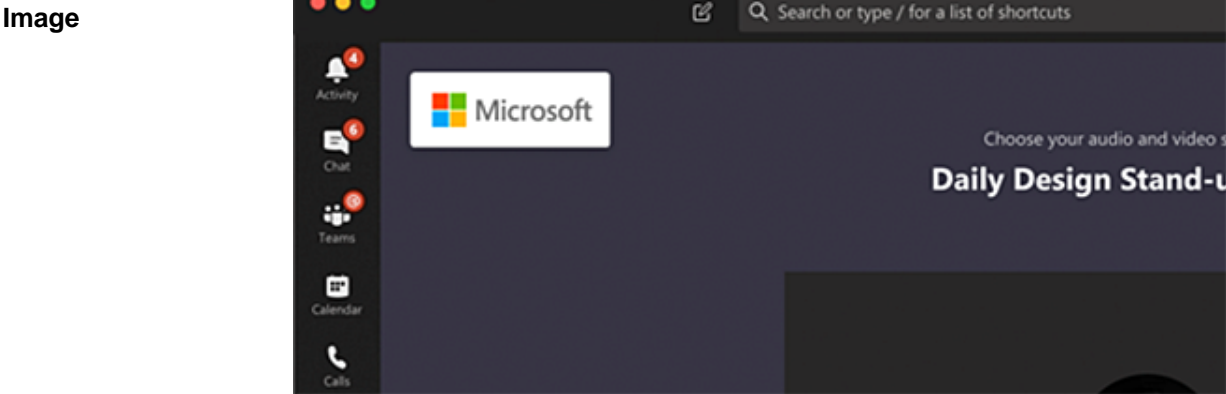 Image
Search or type / for a list of shortcuts
4
Activity
Microsoft
6
Chat
Choose your audio and video s
Daily Design Stand-u
@
Teams
Calendar
Calls